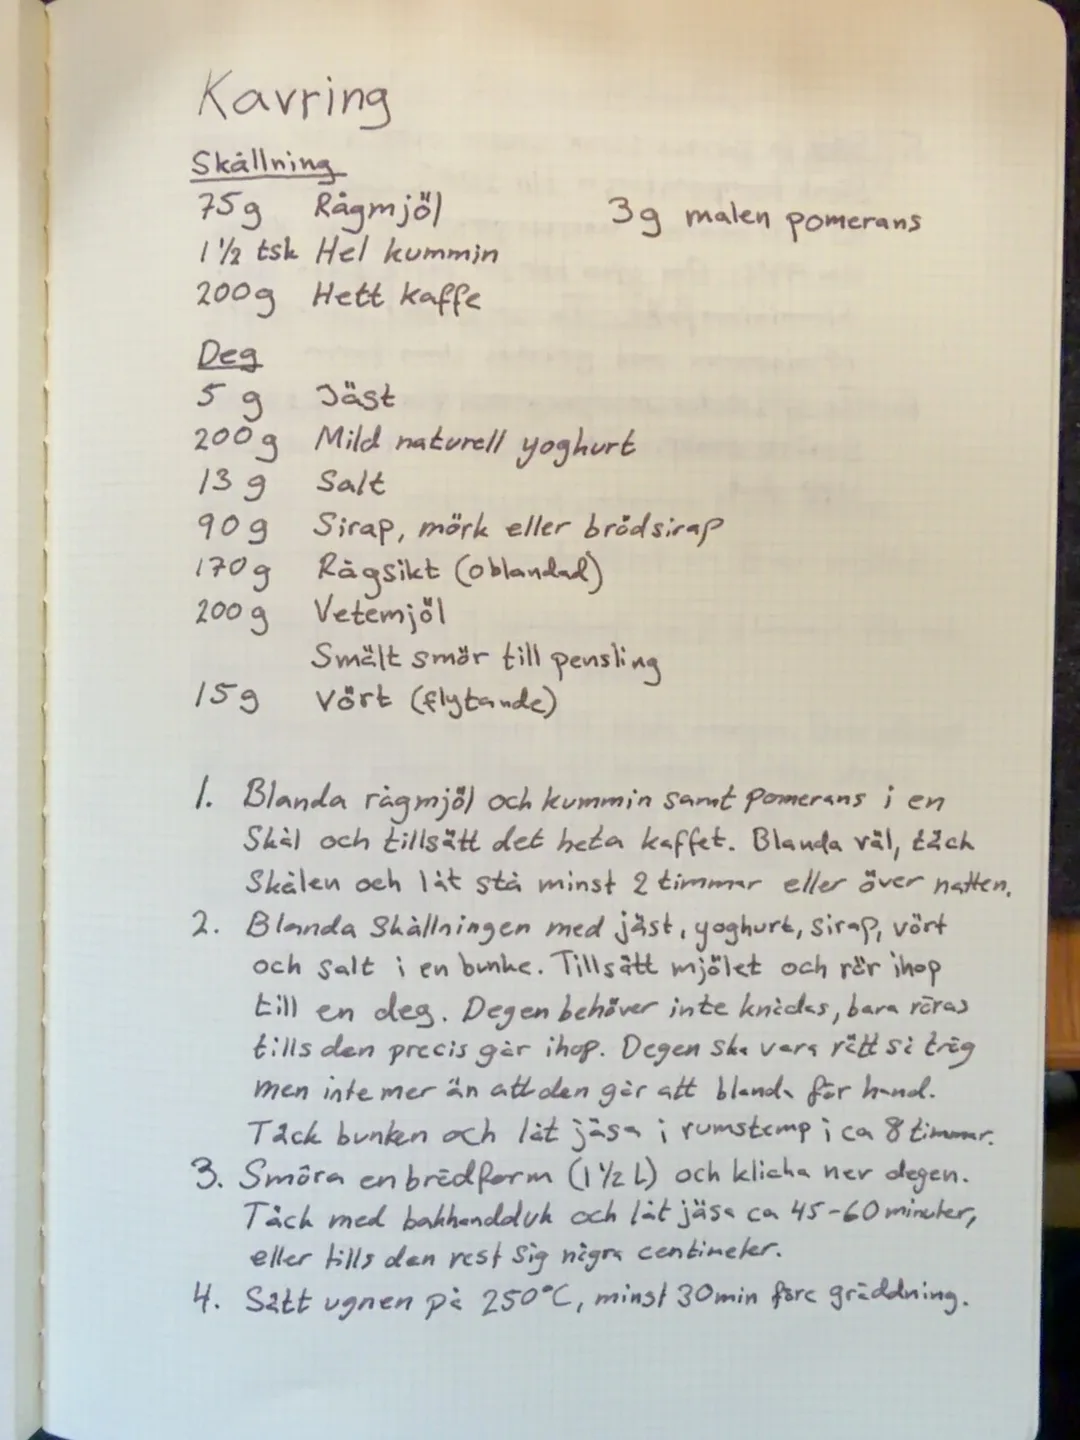 Kavring
Skållning
75g Rågmjöl 3g malen pomerans
1 1/2 tsk Hel kummin
200g Hett kaffe
Deg
5 g Jäst
200g Mild naturell yoghurt
13 g Salt
90g Sirap, mörk eller brödsirap
170g Rågsikt (oblandad)
200g Vetemjöl
Smält smör till pensling
15g Vört (flytande)
1. Blanda rågmjöl och kummin samt pomerans i en
Skål och tillsätt det heta kaffet. Blanda väl, täck
Skålen och låt stå minst 2 timmar eller över natten.
2. Blanda Skållningen med jäst, yoghurt, sirap, vört
och salt i en bunke. Tillsätt mjölet och rör ihop
till en deg. Degen behöver inte knådas, bara röras
tills den precis går ihop. Degen ska vara rätt så trög
men inte mer än att den går att blanda för hand.
Täck bunken och låt jäsa i rumstemp i ca 8 timmar.
3. Smöra en brödform (1 1/2 L) och klicka ner degen.
Täck med bakhandduk och låt jäsa ca 45-60 minuter,
eller tills den rest sig några centimeter.
4. Sätt ugnen på 250°C, minst 30min före gräddning.